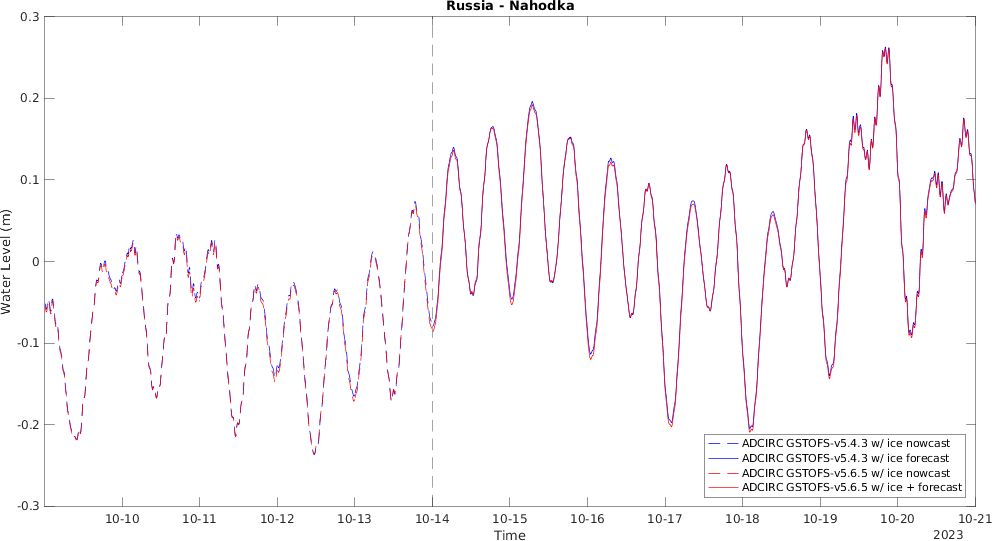 Russia - Nahodka
Water Level (m)
0.3
0.2
0.1
0
-0.1
-0.2
-0.3
ADCIRC GSTOFS-v5.4.3 w/ ice nowcast
ADCIRC GSTOFS-v5.4.3 w/ ice forecast
ADCIRC GSTOFS-v5.6.5 w/ ice nowcast
ADCIRC GSTOFS-v5.6.5 w/ ice + forecast
10-10 10-11 10-12 10-13 10-14 10-15 10-16 10-17 10-18 10-19 10-20 10-21
Time
2023